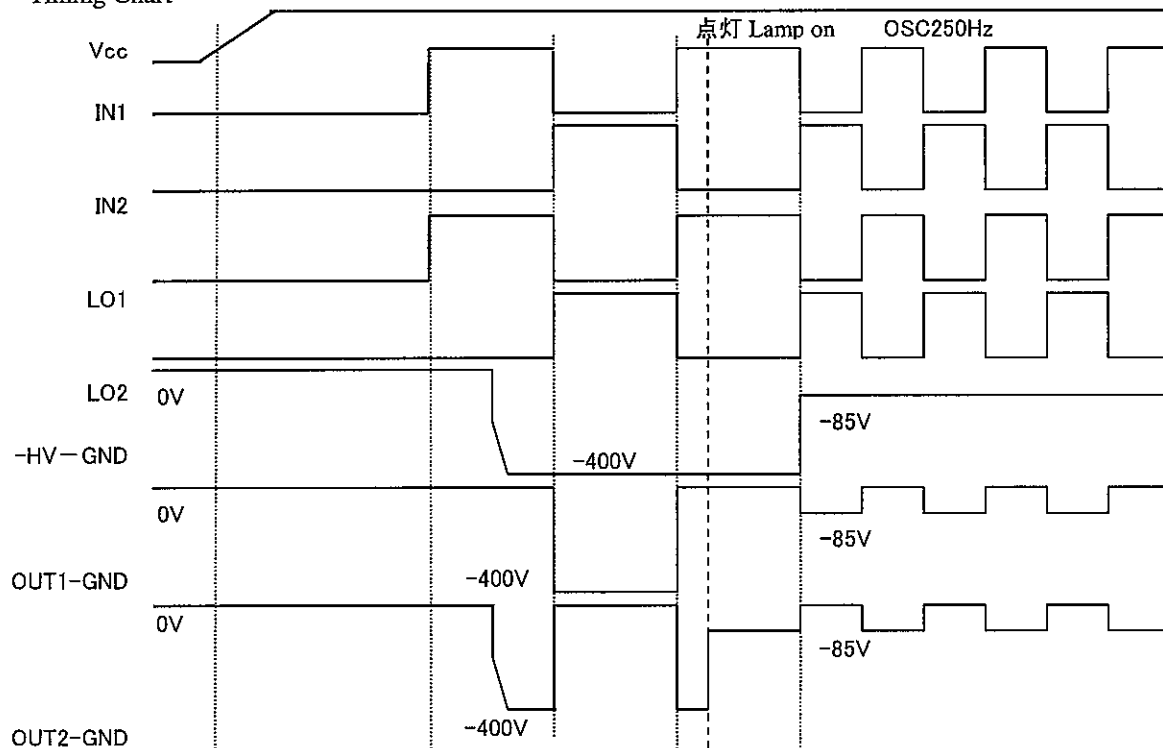 Timing Chart
点灯 Lamp on OSC250Hz
Vcc
IN1
IN2
LO1
LO2
0V
-85V
-HV-GND
-400V
0V
-85V
OUT1-GND
-400V
0V
-85V
-400V
OUT2-GND